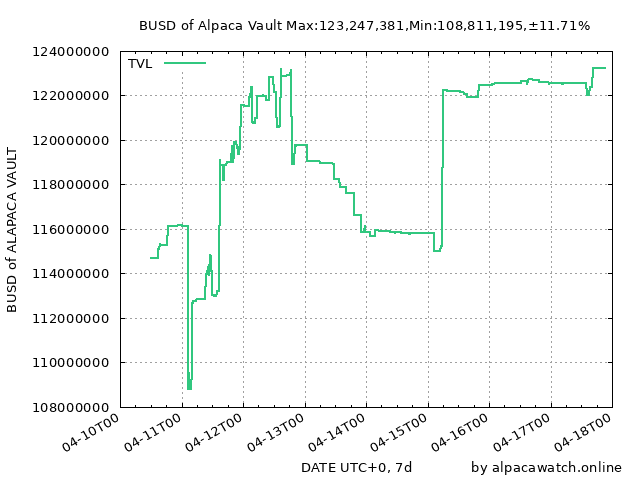 BUSD of Alpaca Vault Max:123,247,381,Min:108,811,195,±11.71%
TVL
BUSD of ALAPACA VAULT
124000000
122000000
120000000
118000000
116000000
114000000
112000000
110000000
108000000
04-10T00
04-11T00
04-12T00
04-13T00
04-14T00
04-15T00
04-16T00
04-17T00
04-18T00
DATE UTC+0, 7d
by alpacawatch.online